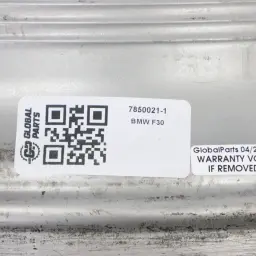 GLOBAL
PARTS
7850021-1
BMW F30
GlobalParts 04/2
WARRANTY VO
IF REMOVED